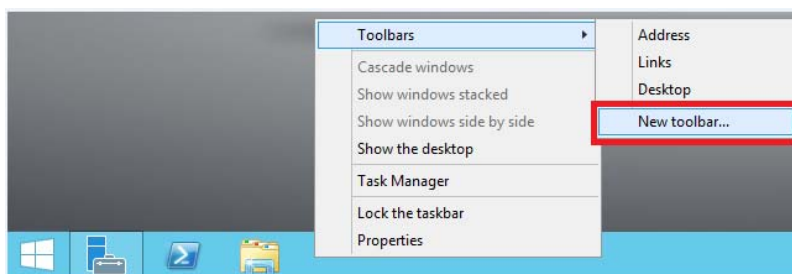 Toolbars
Cascade windows
Show windows stacked
Show windows side by side
Show the desktop
Task Manager
Lock the taskbar
Properties
Address
Links
Desktop
New toolbar...